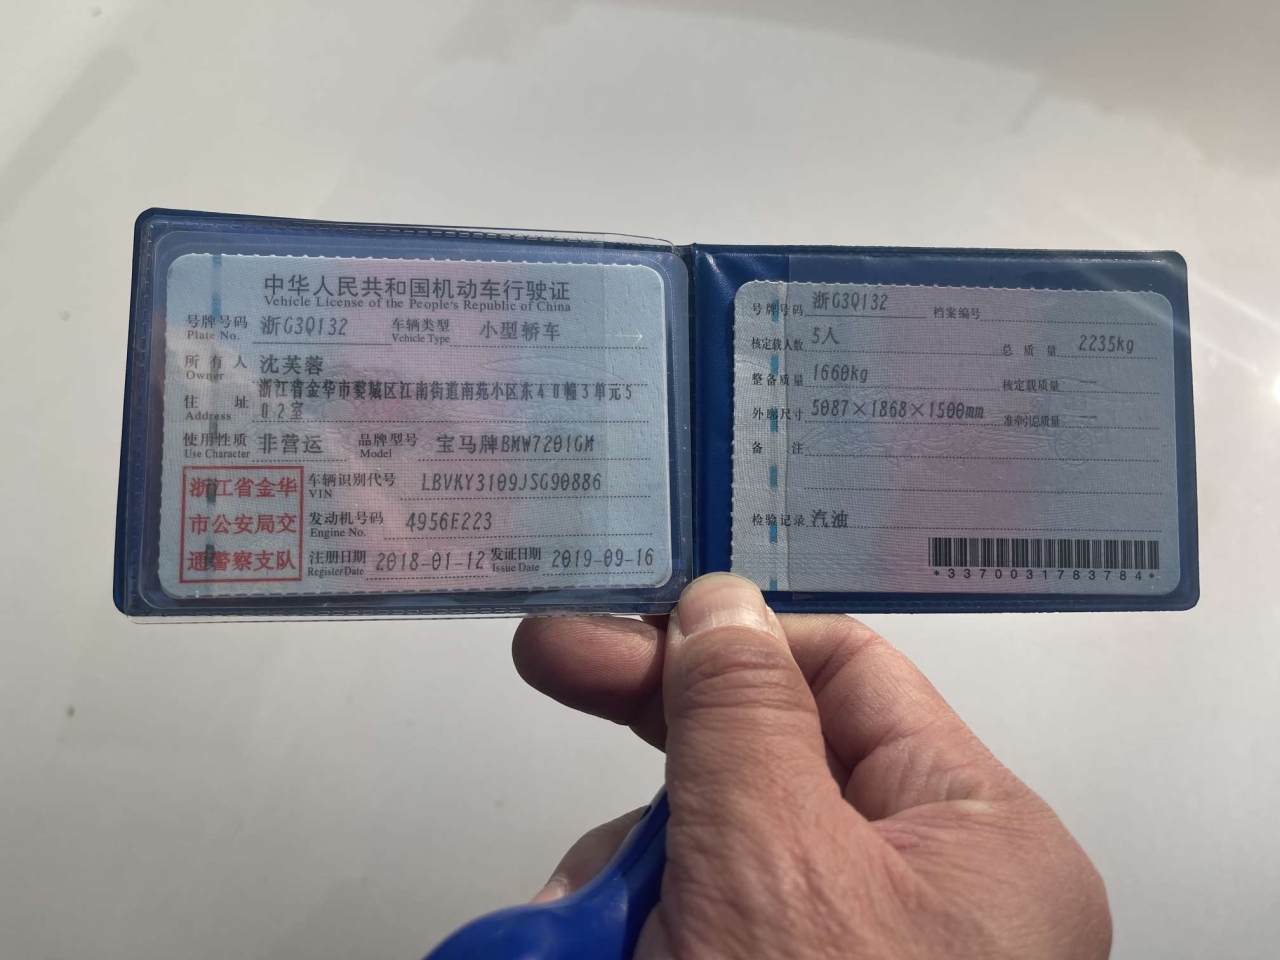 中华人民共和国机动车行驶证
Vehicle License of the People's Republic of China
号牌号码 浙G3Q132 车辆类型 小型轿车
Plate No. Vehicle Type
所有人 沈芙蓉
Owner
住址 浙江省金华市婺城区江南街道南苑小区东40幢3单元5
Address 02室
使用性质 非营运 品牌型号 宝马牌BMW7201GM
Use Character Model
浙江省金华
市公安局交
通警察支队
车辆识别代号 LBVKY3109JSG90886
VIN
发动机号码 4956E223
Engine No.
注册日期 2018-01-12 发证日期 2019-09-16
Register Date Issue Date
号牌号码 浙G3Q132 档案编号
核定载人数 5人 总质量 2235kg
整备质量 1660kg 核定载质量 --
外廓尺寸 5087×1868×1500mm 准牵引总质量 --
备注
检验记录 汽油
*3370031783784*